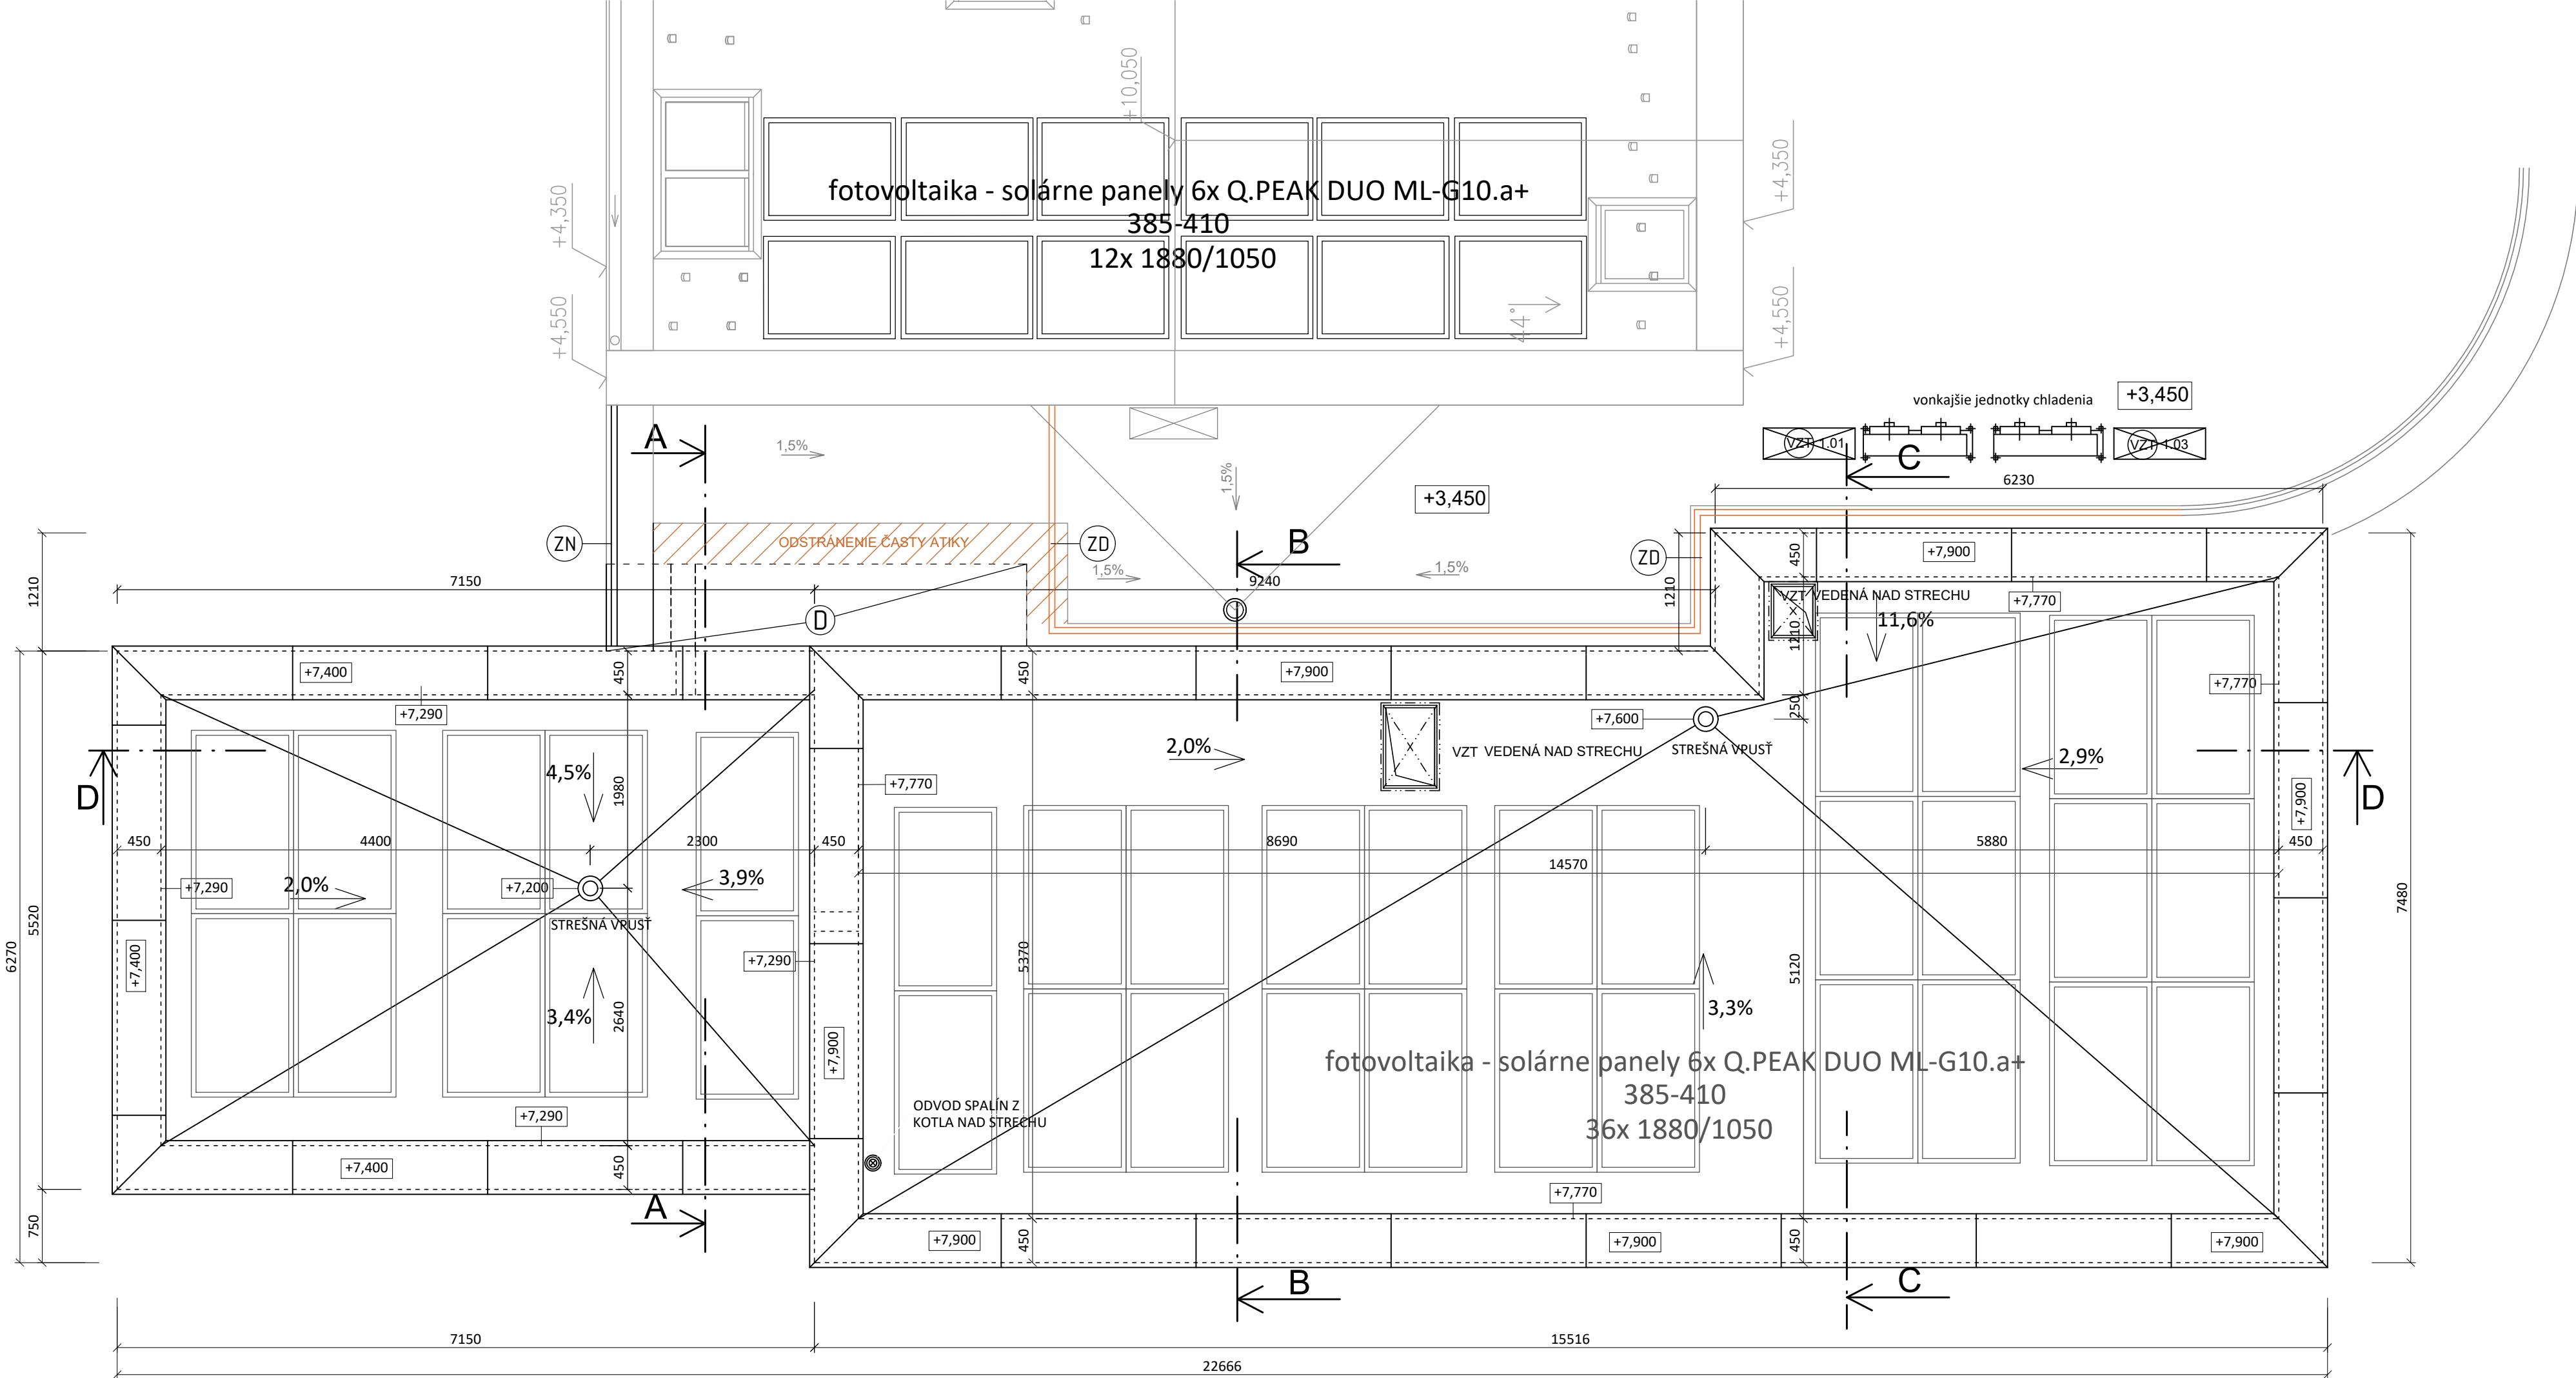 +10,050
+4,350
+4,350
fotovoltaika - solárne panely 6x Q.PEAK DUO ML-G10.a+
385-410
12x 1880/1050
+4,550
44°
+4,550
vonkajšie jednotky chladenia
+3,450
A
1,5%
VZT 1.01
VZT 1.03
C
1,5%
+3,450
6230
ZN
ODSTRÁNENIE ČASTY ATIKY
ZD
B
ZD
450
+7,900
1,5%
1,5%
1210
7150
9240
1210
VZT VEDENÁ NAD STRECHU
+7,770
D
1210
11,6%
+7,400
450
450
+7,900
+7,770
+7,290
250
+7,600
2,0%
VZT VEDENÁ NAD STRECHU
STREŠNÁ VPUSŤ
2,9%
4,5%
1980
+7,770
D
D
+7,900
450
4400
2300
450
8690
5880
450
14570
+7,290
2,0%
+7,200
3,9%
7480
STREŠNÁ VPUSŤ
5520
6270
+7,400
+7,290
5370
5120
3,4%
2640
3,3%
+7,900
fotovoltaika - solárne panely 6x Q.PEAK DUO ML-G10.a+
385-410
36x 1880/1050
ODVOD SPALÍN Z
KOTLA NAD STRECHU
+7,290
+7,400
450
+7,770
A
750
+7,900
450
+7,900
450
+7,900
B
C
7150
15516
22666